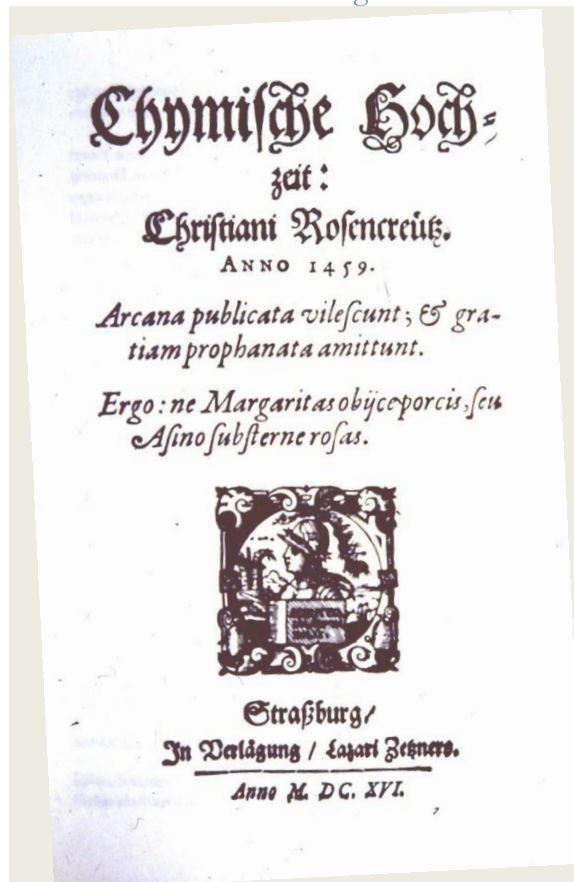 Chymiſche Hoch-
zeit:
Chriſtiani Roſencreütz.
ANNO 1459.
Arcana publicata vileſcunt; & gra-
tiam prophanata amittunt.
Ergo: ne Margaritas obijce porcis, ſeu
Aſino ſubſterne roſas.
Straßburg/
In Verlägung / Lazari Zetzners.
Anno M. DC. XVI.